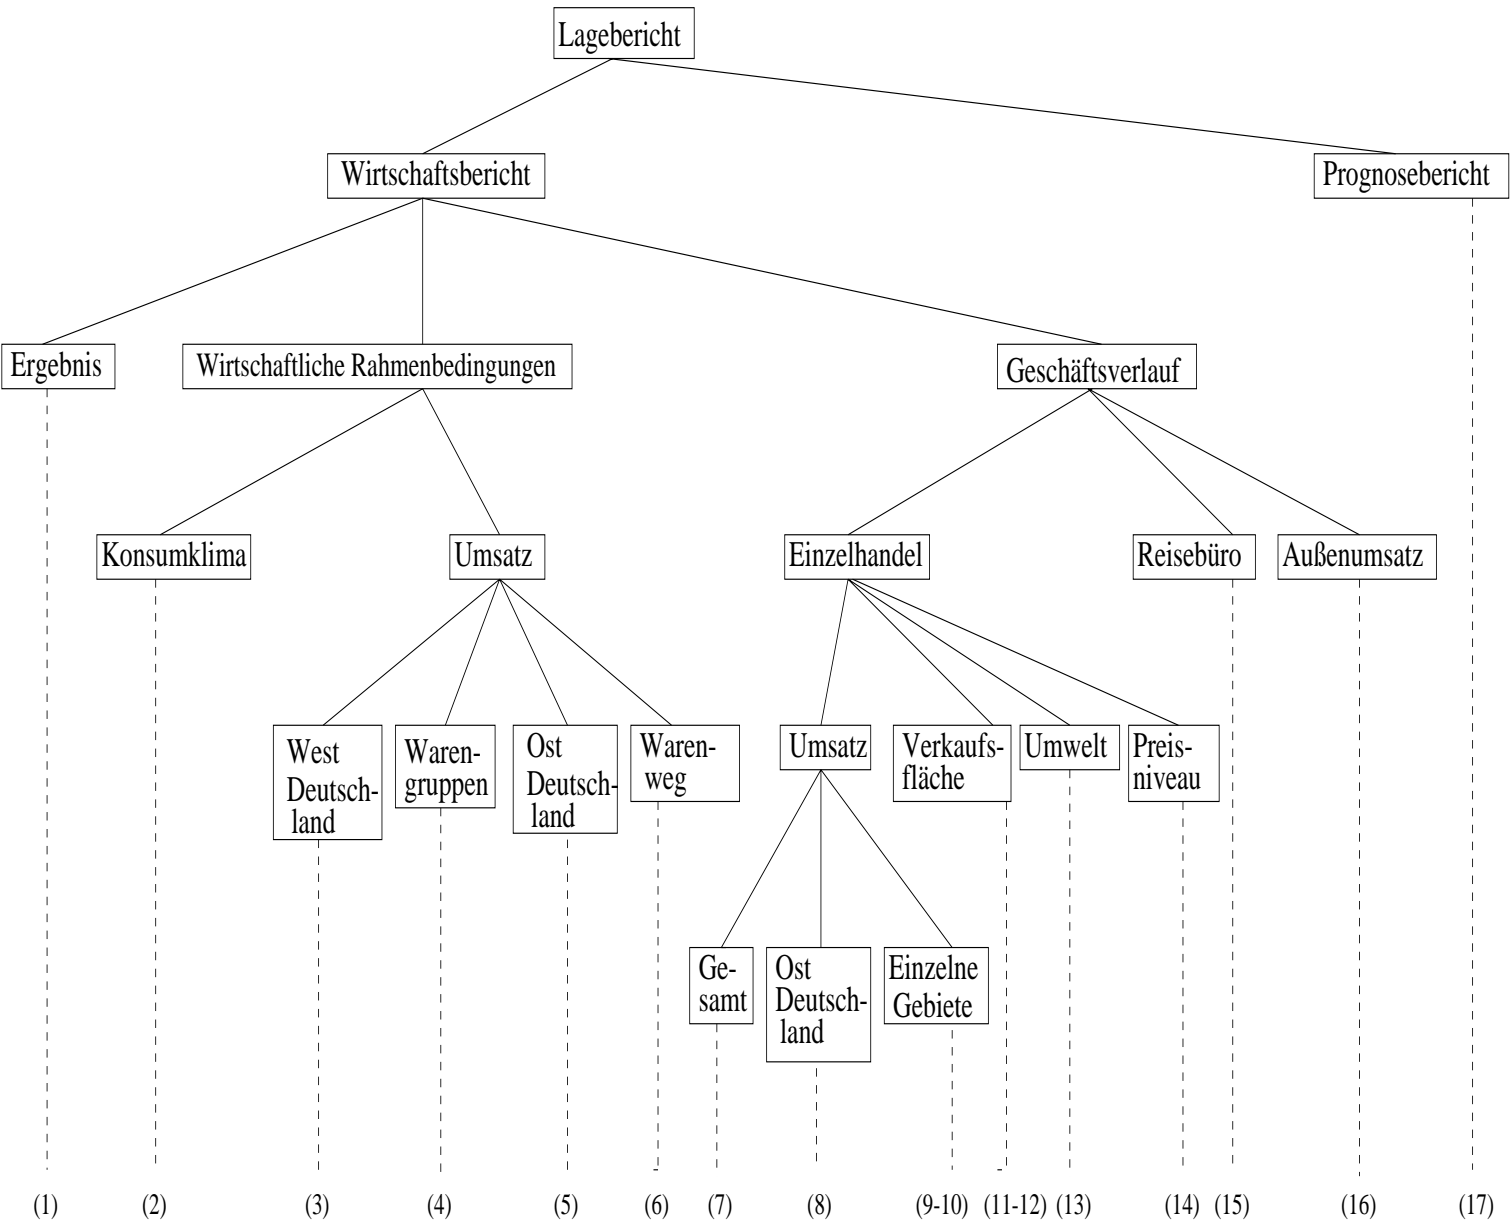 Lagebericht
Wirtschaftsbericht
Prognosebericht
Ergebnis
Wirtschaftliche Rahmenbedingungen
Geschäftsverlauf
Konsumklima
Umsatz
Einzelhandel
Reisebüro
Außenumsatz
West
Deutsch-
land
Waren-
gruppen
Ost
Deutsch-
land
Waren-
weg
Umsatz
Verkaufs-
fläche
Umwelt
Preis-
niveau
Ge-
samt
Ost
Deutsch-
land
Einzelne
Gebiete
(1)
(2)
(3)
(4)
(5)
(6)
(7)
(8)
(9-10)
(11-12)
(13)
(14)
(15)
(16)
(17)